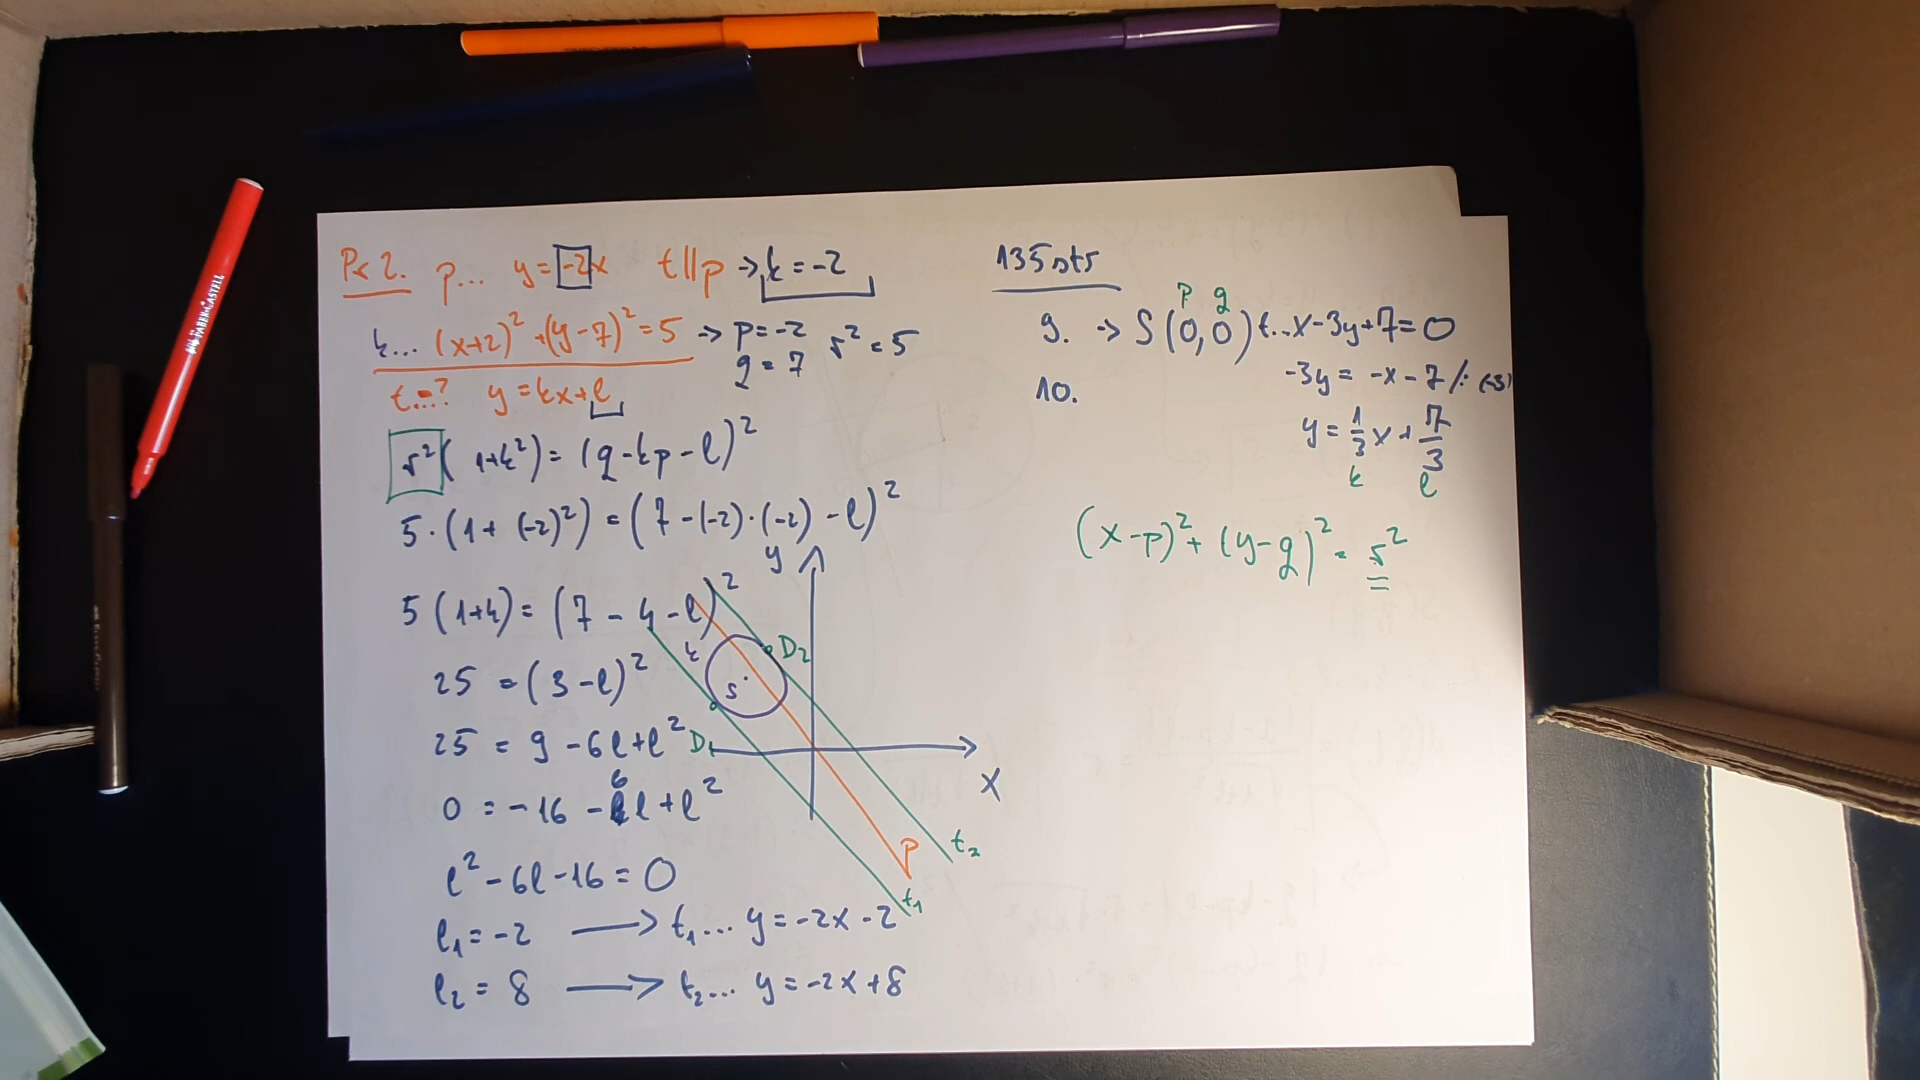 Pr 2. p... y=-2x t||p → k=-2
k... (x+2)² +(y-7)²=5 → p=-2 r²=5
q=7
t...? y=kx+l
r²( 1+k²)= (q-kp-l)²
5·(1+ (-2)²) = (7-(-2)·(-2) -l)²
5(1+4)= (7 - 4 -l)²
25 = (3-l)²
25 = 9 -6l+l²
6
0 = -16 - l +l²
l² -6l-16=0
l₁=-2 → t₁... y=-2x-2
l₂= 8 → t₂... y=-2x+8
y
k
S
D₂
D₁
x
p
t₂
t₁
135 str
p q
9. → S(0,0) t...x-3y+7=0
-3y= -x-7 /:(-3)
10.
y= 1/3 x + 7/3
k l
(x-p)²+ (y-q)² = r²
FABER-CASTELL